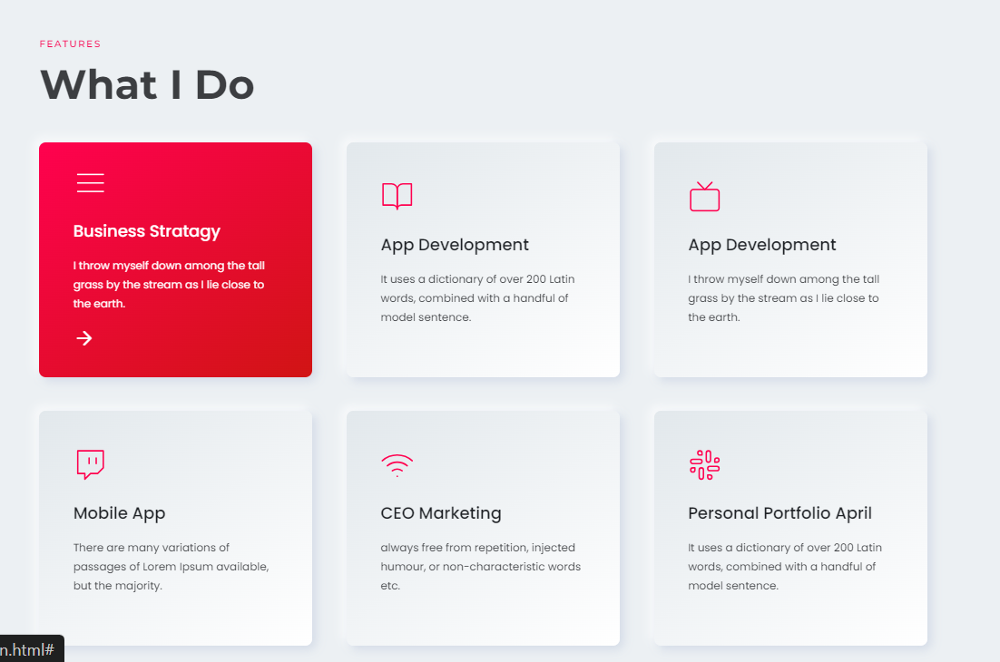 FEATURES
What I Do
Business Stratagy
I throw myself down among the tall
grass by the stream as I lie close to
the earth.
App Development
It uses a dictionary of over 200 Latin
words, combined with a handful of
model sentence.
App Development
I throw myself down among the tall
grass by the stream as I lie close to
the earth.
Mobile App
There are many variations of
passages of Lorem Ipsum available,
but the majority.
CEO Marketing
always free from repetition, injected
humour, or non-characteristic words
etc.
Personal Portfolio April
It uses a dictionary of over 200 Latin
words, combined with a handful of
model sentence.
n.html#